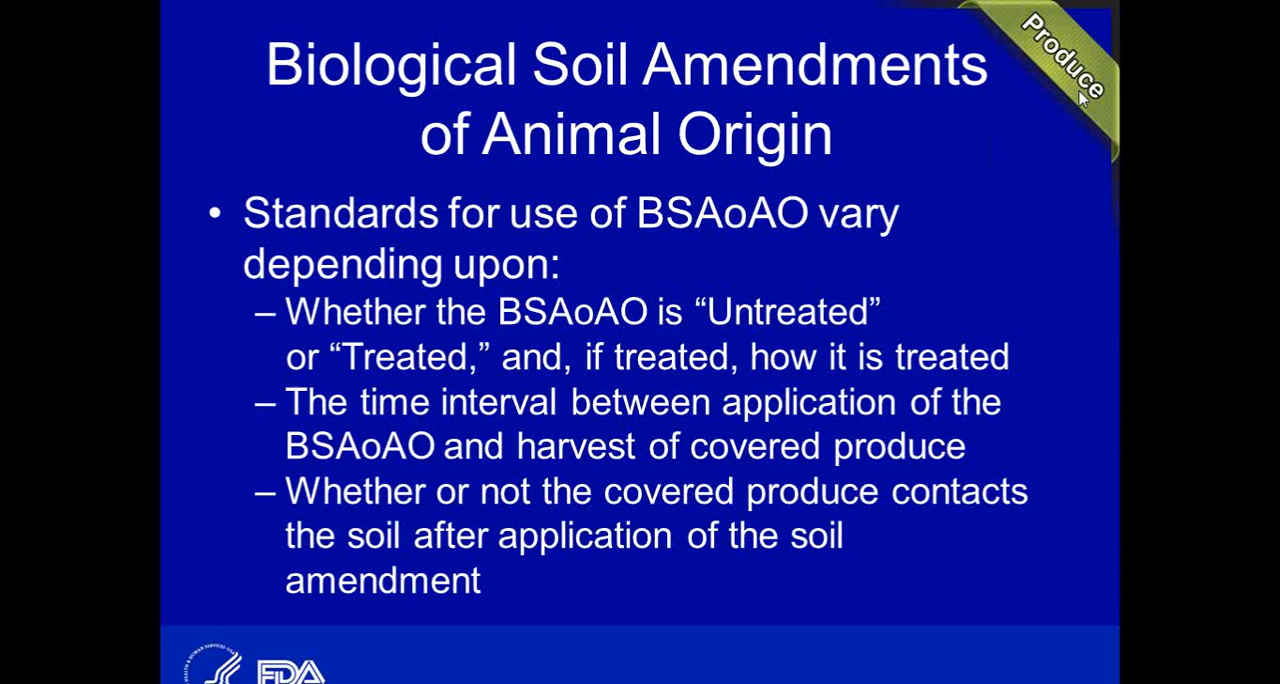 Produce
Biological Soil Amendments
of Animal Origin
• Standards for use of BSAoAO vary
depending upon:
– Whether the BSAoAO is “Untreated”
or “Treated,” and, if treated, how it is treated
– The time interval between application of the
BSAoAO and harvest of covered produce
– Whether or not the covered produce contacts
the soil after application of the soil
amendment
FDA